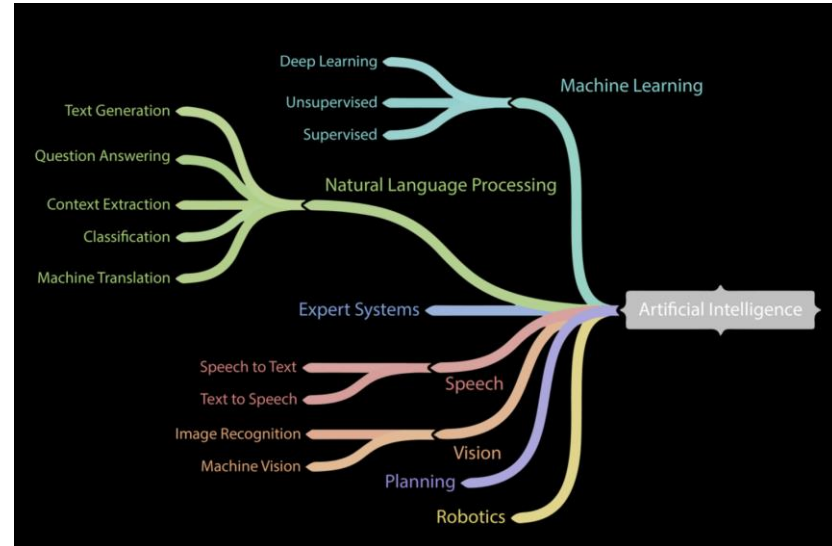 Deep Learning
Machine Learning
Unsupervised
Text Generation
Supervised
Question Answering
Natural Language Processing
Context Extraction
Classification
Machine Translation
Expert Systems
Artificial Intelligence
Speech to Text
Speech
Text to Speech
Image Recognition
Vision
Machine Vision
Planning
Robotics